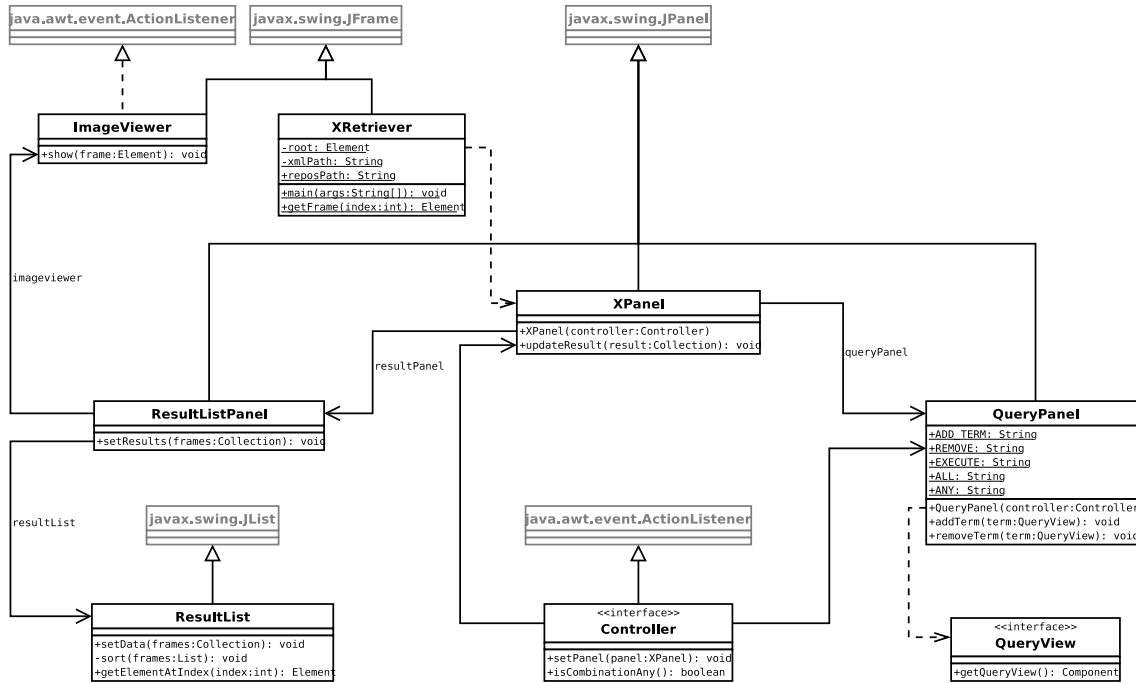 java.awt.event.ActionListener
javax.swing.JFrame
javax.swing.JPanel
ImageViewer
+show(frame:Element): void
XRetriever
-root: Element
-xmlPath: String
+reposPath: String
+main(args:String[]): void
+getFrame(index:int): Element
imageviewer
XPanel
+XPanel(controller:Controller)
+updateResult(result:Collection): void
resultPanel
queryPanel
ResultListPanel
+setResults(frames:Collection): void
QueryPanel
+ADD_TERM: String
+REMOVE: String
+EXECUTE: String
+ALL: String
+ANY: String
+QueryPanel(controller:Controller
+addTerm(term:QueryView): void
+removeTerm(term:QueryView): void
resultList
javax.swing.JList
java.awt.event.ActionListener
ResultList
+setData(frames:Collection): void
-sort(frames:List): void
+getElementAtIndex(index:int): Element
<<interface>>
Controller
+setPanel(panel:XPanel): void
+isCombinationAny(): boolean
<<interface>>
QueryView
+getQueryView(): Component